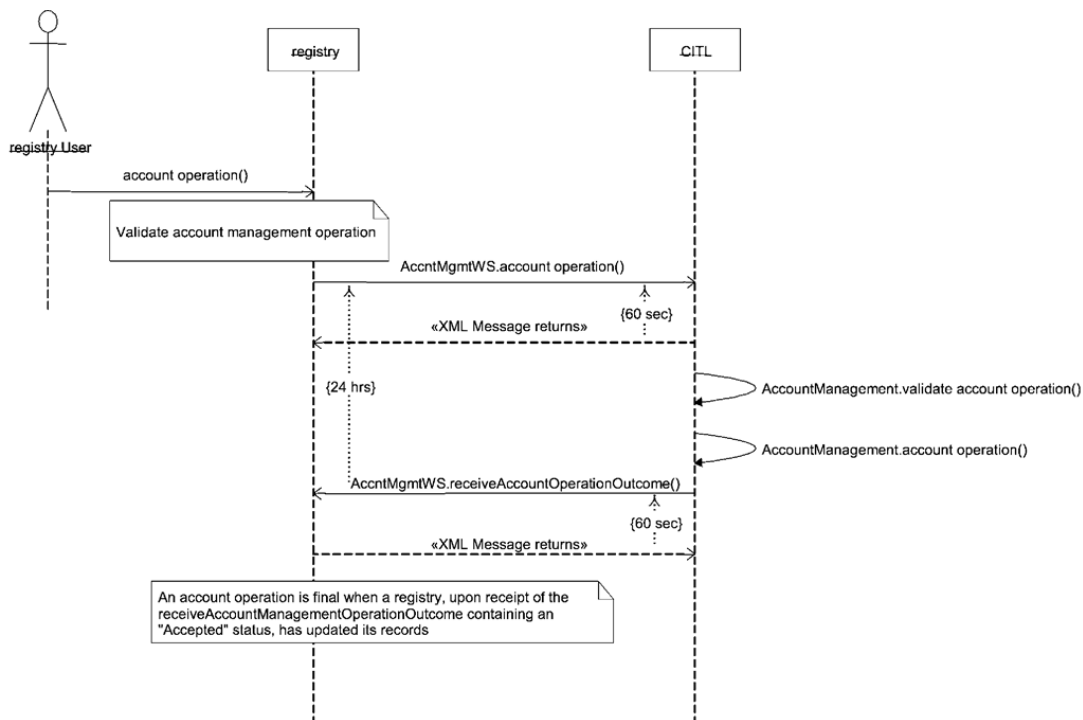 registry
CITL
registry User
account operation()
Validate account management operation
AccntMgmtWS.account operation()
{60 sec}
«XML Message returns»
{24 hrs}
AccountManagement.validate account operation()
AccountManagement.account operation()
AccntMgmtWS.receiveAccountOperationOutcome()
{60 sec}
«XML Message returns»
An account operation is final when a registry, upon receipt of the
receiveAccountManagementOperationOutcome containing an
"Accepted" status, has updated its records